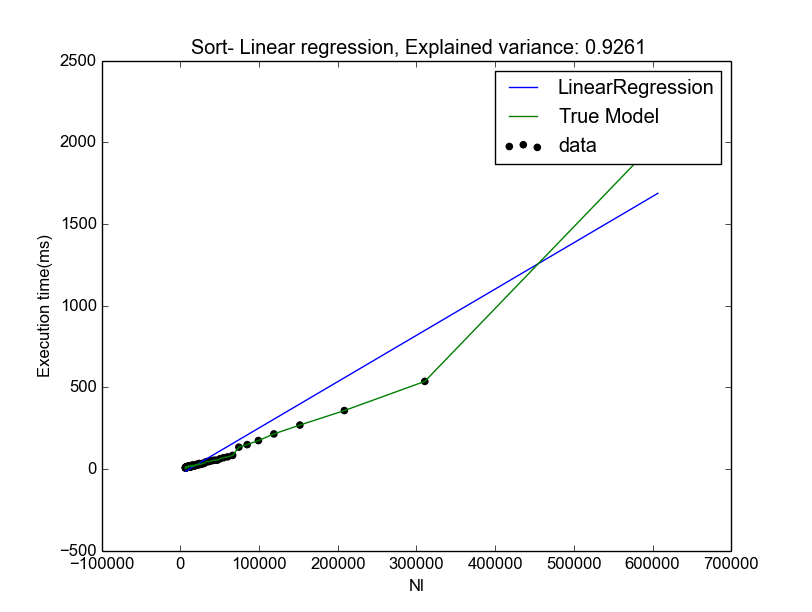 Sort- Linear regression, Explained variance: 0.9261
2500
2000
1500
1000
500
0
−500
Execution time(ms)
LinearRegression
True Model
data
−100000 0 100000 200000 300000 400000 500000 600000 700000
NI